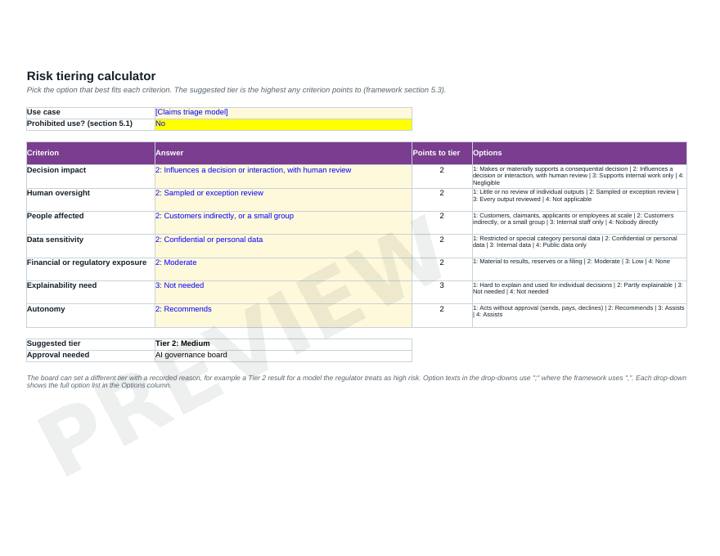 Risk tiering calculator
Pick the option that best fits each criterion. The suggested tier is the highest any criterion points to (framework section 5.3).
Use case [Claims triage model]
Prohibited use? (section 5.1) No
Criterion Answer Points to tier Options
Decision impact 2: Influences a decision or interaction, with human review 2 1: Makes or materially supports a consequential decision | 2: Influences a
decision or interaction, with human review | 3: Supports internal work only | 4:
Negligible
Human oversight 2: Sampled or exception review 2 1: Little or no review of individual outputs | 2: Sampled or exception review |
3: Every output reviewed | 4: Not applicable
People affected 2: Customers indirectly, or a small group 2 1: Customers, claimants, applicants or employees at scale | 2: Customers
indirectly, or a small group | 3: Internal staff only | 4: Nobody directly
Data sensitivity 2: Confidential or personal data 2 1: Restricted or special category personal data | 2: Confidential or personal
data | 3: Internal data | 4: Public data only
Financial or regulatory exposure 2: Moderate 2 1: Material to results, reserves or a filing | 2: Moderate | 3: Low | 4: None
Explainability need 3: Not needed 3 1: Hard to explain and used for individual decisions | 2: Partly explainable | 3:
Not needed | 4: Not needed
Autonomy 2: Recommends 2 1: Acts without approval (sends, pays, declines) | 2: Recommends | 3: Assists
| 4: Assists
Suggested tier Tier 2: Medium
Approval needed AI governance board
The board can set a different tier with a recorded reason, for example a Tier 2 result for a model the regulator treats as high risk. Option texts in the drop-downs use ";" where the framework uses ",". Each drop-down
shows the full option list in the Options column.
PREVIEW